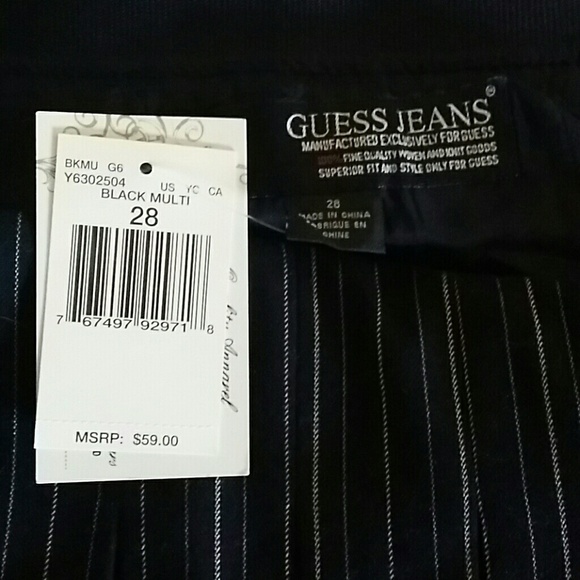 BKMU G6
Y6302504
US YC CA
BLACK MULTI
28
7 67497 92971 8
MSRP: $59.00
GUESS JEANS®
MANUFACTURED EXCLUSIVELY FOR GUESS
100% FINE QUALITY WOVEN AND KNIT GOODS
SUPERIOR FIT AND STYLE ONLY FOR GUESS
28
MADE IN CHINA
FABRIQUE EN
CHINE